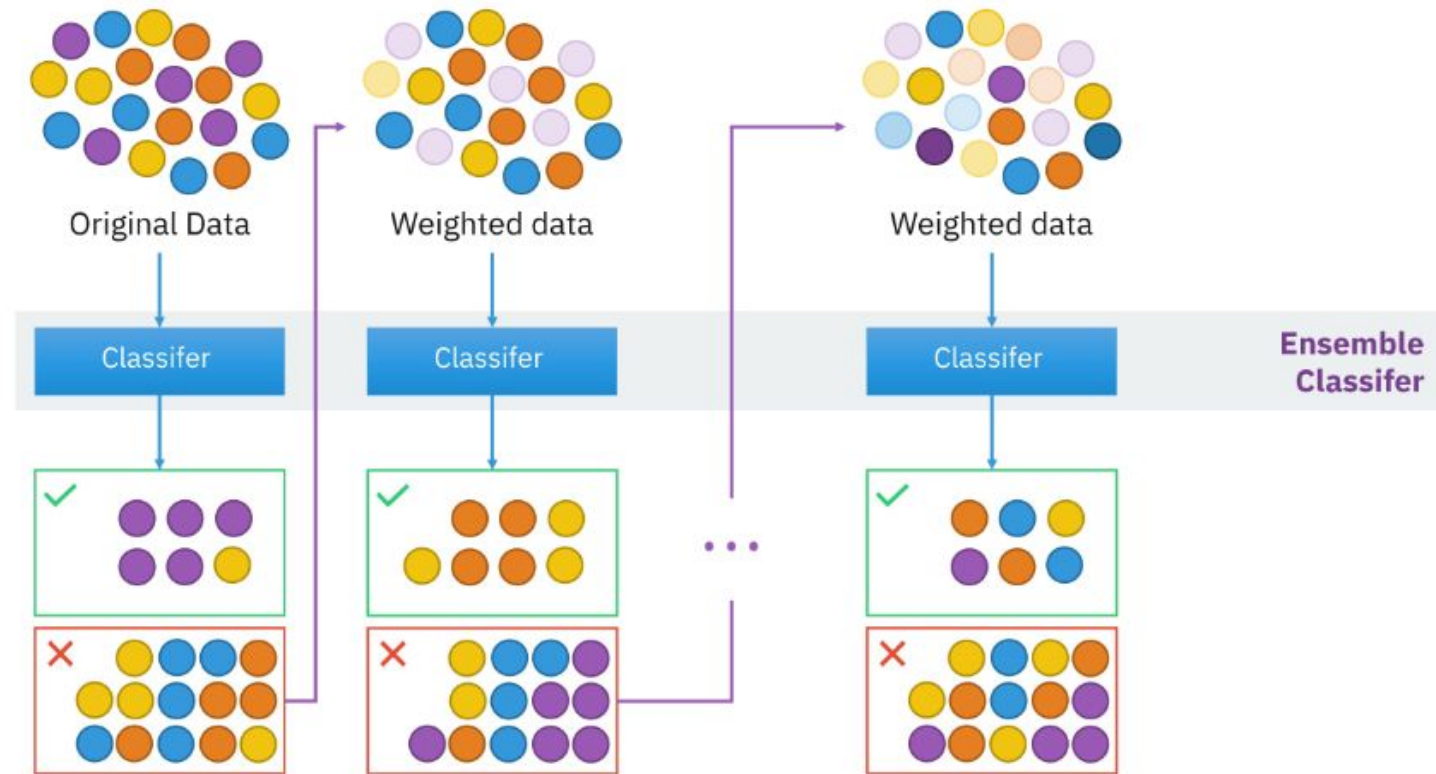 Original Data
Weighted data
Weighted data
Classifer
Classifer
Classifer
Ensemble
Classifer